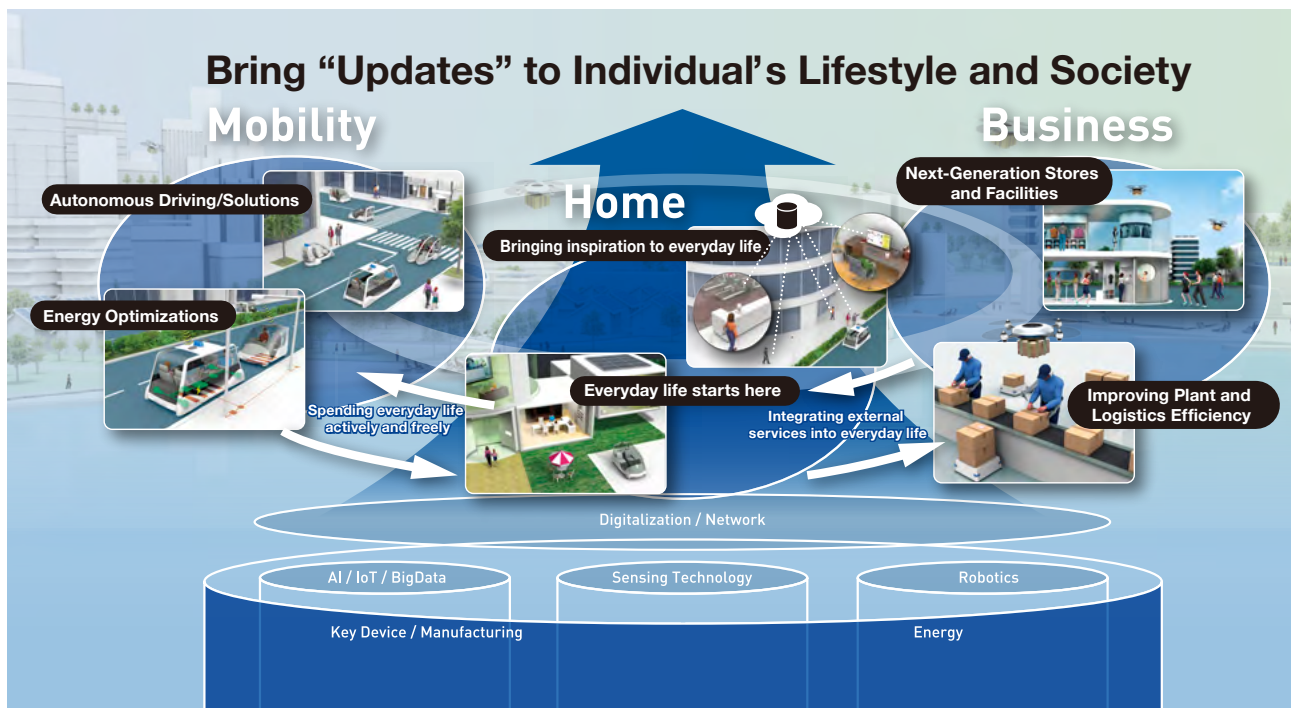 Bring “Updates” to Individual’s Lifestyle and Society
Mobility
Autonomous Driving/Solutions
Energy Optimizations
Home
Bringing inspiration to everyday life
Everyday life starts here
Business
Next-Generation Stores
and Facilities
Improving Plant and
Logistics Efficiency
Spending everyday life
actively and freely
Integrating external
services into everyday life
Digitalization / Network
AI / IoT / BigData
Sensing Technology
Robotics
Key Device / Manufacturing
Energy